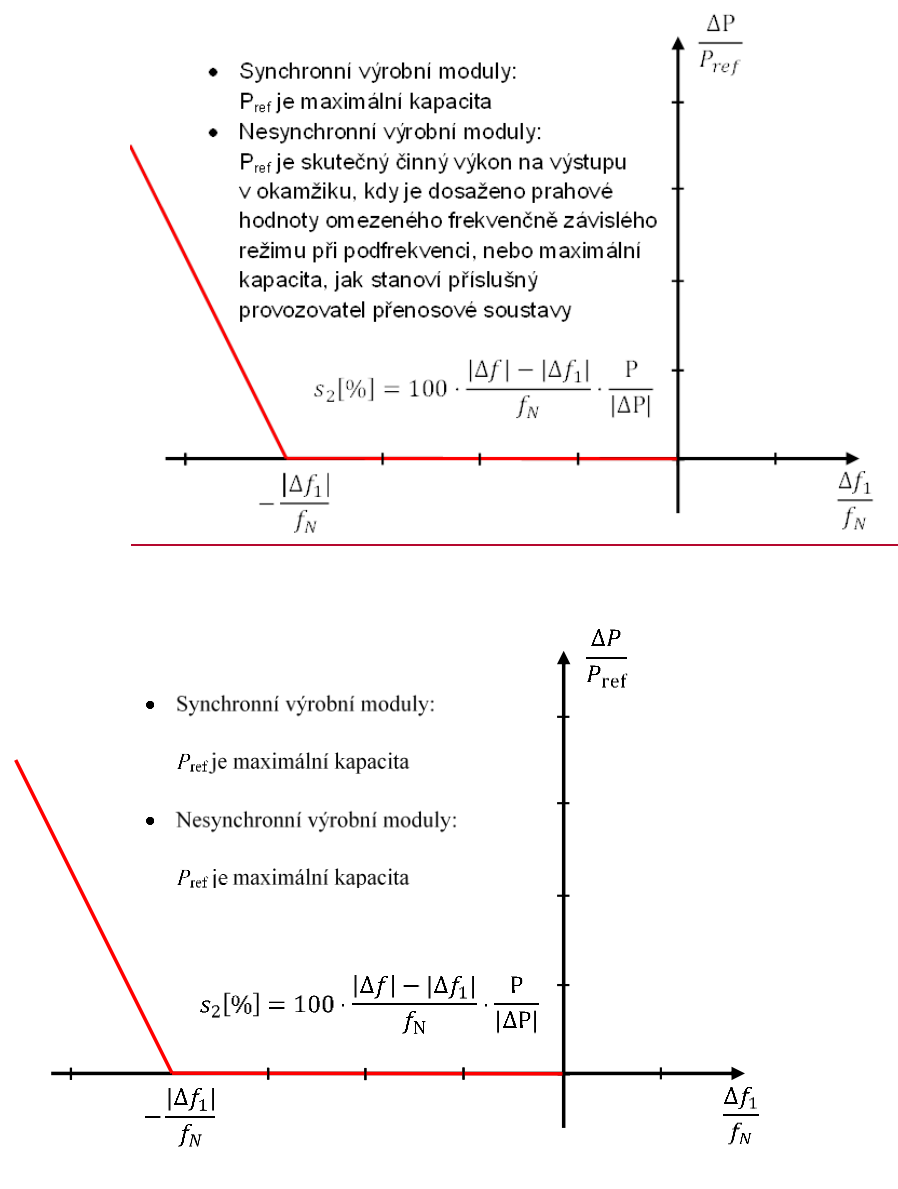 ΔP
P_ref
• Synchronní výrobní moduly:
P_ref je maximální kapacita
• Nesynchronní výrobní moduly:
P_ref je skutečný činný výkon na výstupu
v okamžiku, kdy je dosaženo prahové
hodnoty omezeného frekvenčně závislého
režimu při podfrekvenci, nebo maximální
kapacita, jak stanoví příslušný
provozovatel přenosové soustavy
s₂[%] = 100 · (|Δf| − |Δf₁|)/f_N · P/|ΔP|
−|Δf₁|/f_N
Δf₁/f_N
ΔP
P_ref
• Synchronní výrobní moduly:
P_ref je maximální kapacita
• Nesynchronní výrobní moduly:
P_ref je maximální kapacita
s₂[%] = 100 · (|Δf| − |Δf₁|)/f_N · P/|ΔP|
−|Δf₁|/f_N
Δf₁/f_N